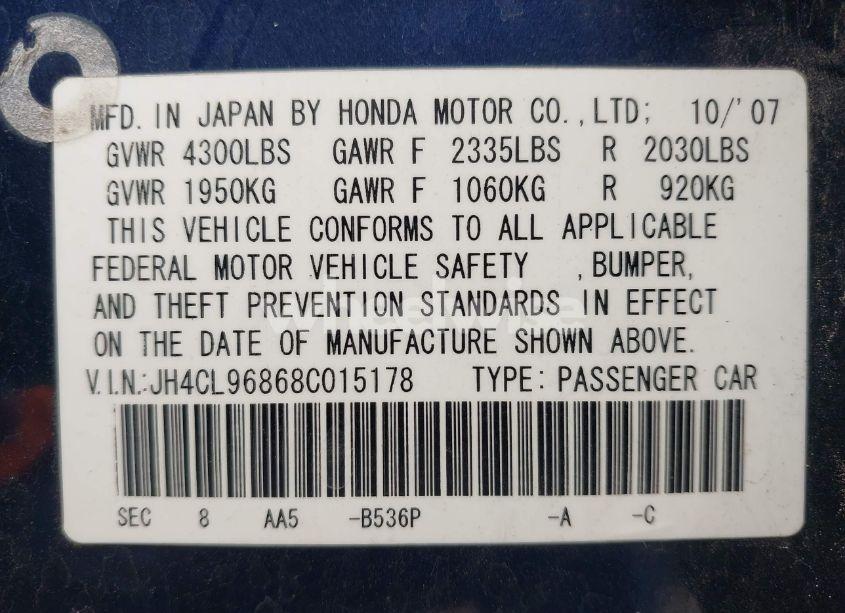 MFD. IN JAPAN BY HONDA MOTOR CO.,LTD; 10/'07
GVWR 4300LBS GAWR F 2335LBS R 2030LBS
GVWR 1950KG GAWR F 1060KG R 920KG
THIS VEHICLE CONFORMS TO ALL APPLICABLE
FEDERAL MOTOR VEHICLE SAFETY , BUMPER,
AND THEFT PREVENTION STANDARDS IN EFFECT
ON THE DATE OF MANUFACTURE SHOWN ABOVE.
V.I.N.:JH4CL96868C015178 TYPE: PASSENGER CAR
SEC 8 AA5 -B536P -A -C